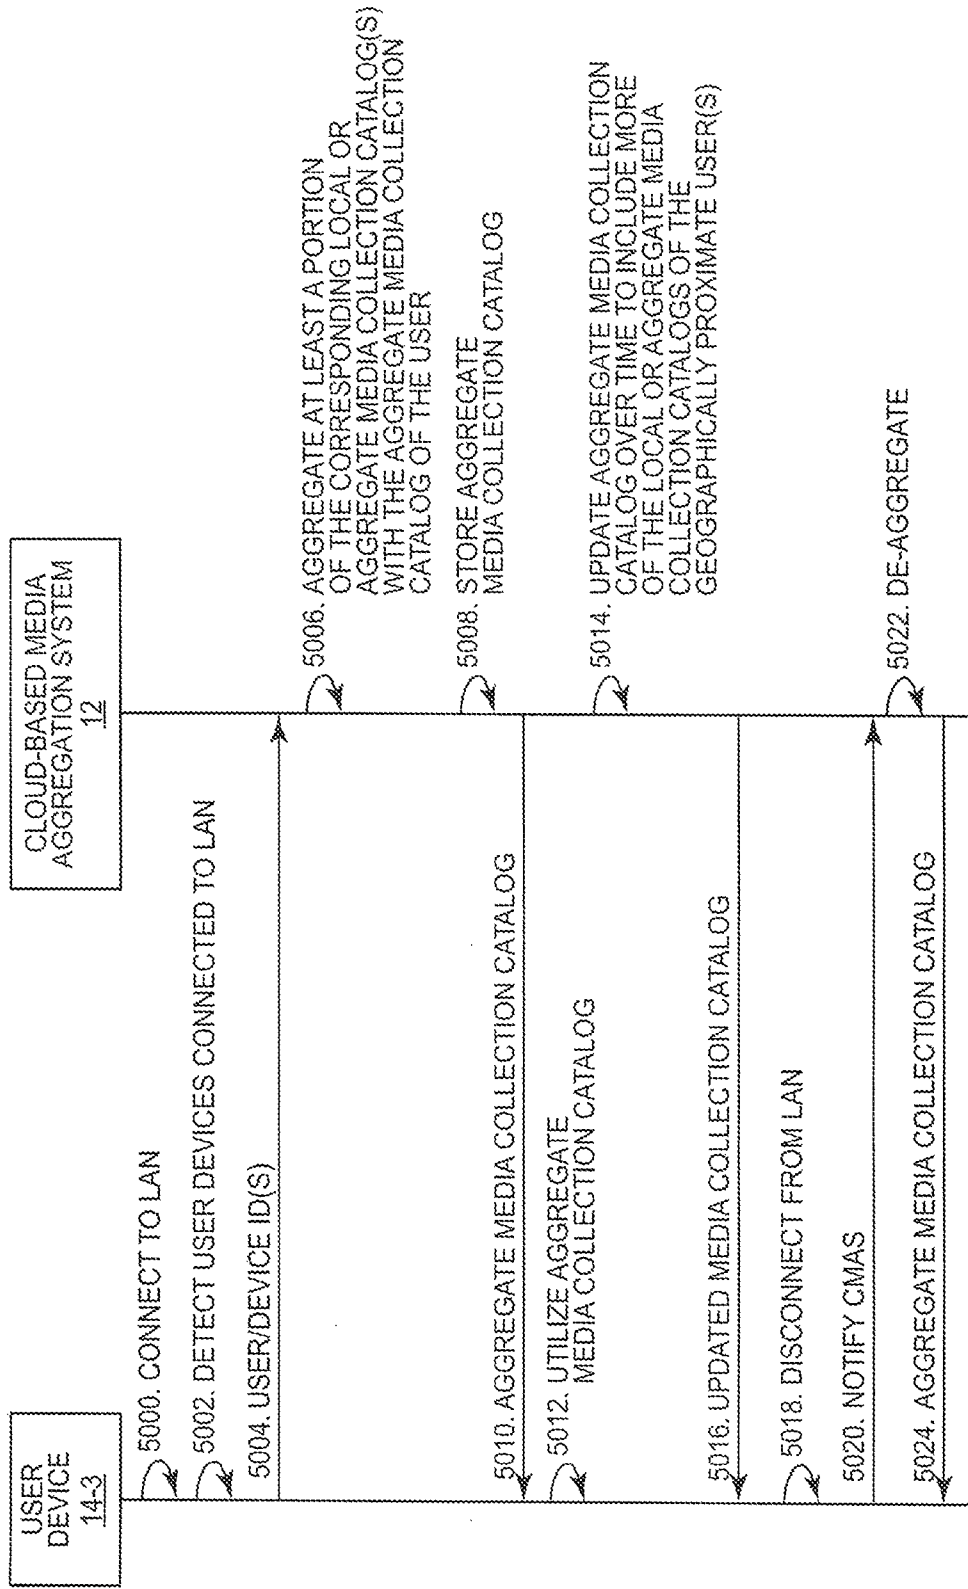 USER
DEVICE
14-3
CLOUD-BASED MEDIA
AGGREGATION SYSTEM
12
5000. CONNECT TO LAN
5002. DETECT USER DEVICES CONNECTED TO LAN
5004. USER/DEVICE ID(S)
5006. AGGREGATE AT LEAST A PORTION
OF THE CORRESPONDING LOCAL OR
AGGREGATE MEDIA COLLECTION CATALOG(S)
WITH THE AGGREGATE MEDIA COLLECTION
CATALOG OF THE USER
5008. STORE AGGREGATE
MEDIA COLLECTION CATALOG
5010. AGGREGATE MEDIA COLLECTION CATALOG
5012. UTILIZE AGGREGATE
MEDIA COLLECTION CATALOG
5014. UPDATE AGGREGATE MEDIA COLLECTION
CATALOG OVER TIME TO INCLUDE MORE
OF THE LOCAL OR AGGREGATE MEDIA
COLLECTION CATALOGS OF THE
GEOGRAPHICALLY PROXIMATE USER(S)
5016. UPDATED MEDIA COLLECTION CATALOG
5018. DISCONNECT FROM LAN
5020. NOTIFY CMAS
5022. DE-AGGREGATE
5024. AGGREGATE MEDIA COLLECTION CATALOG